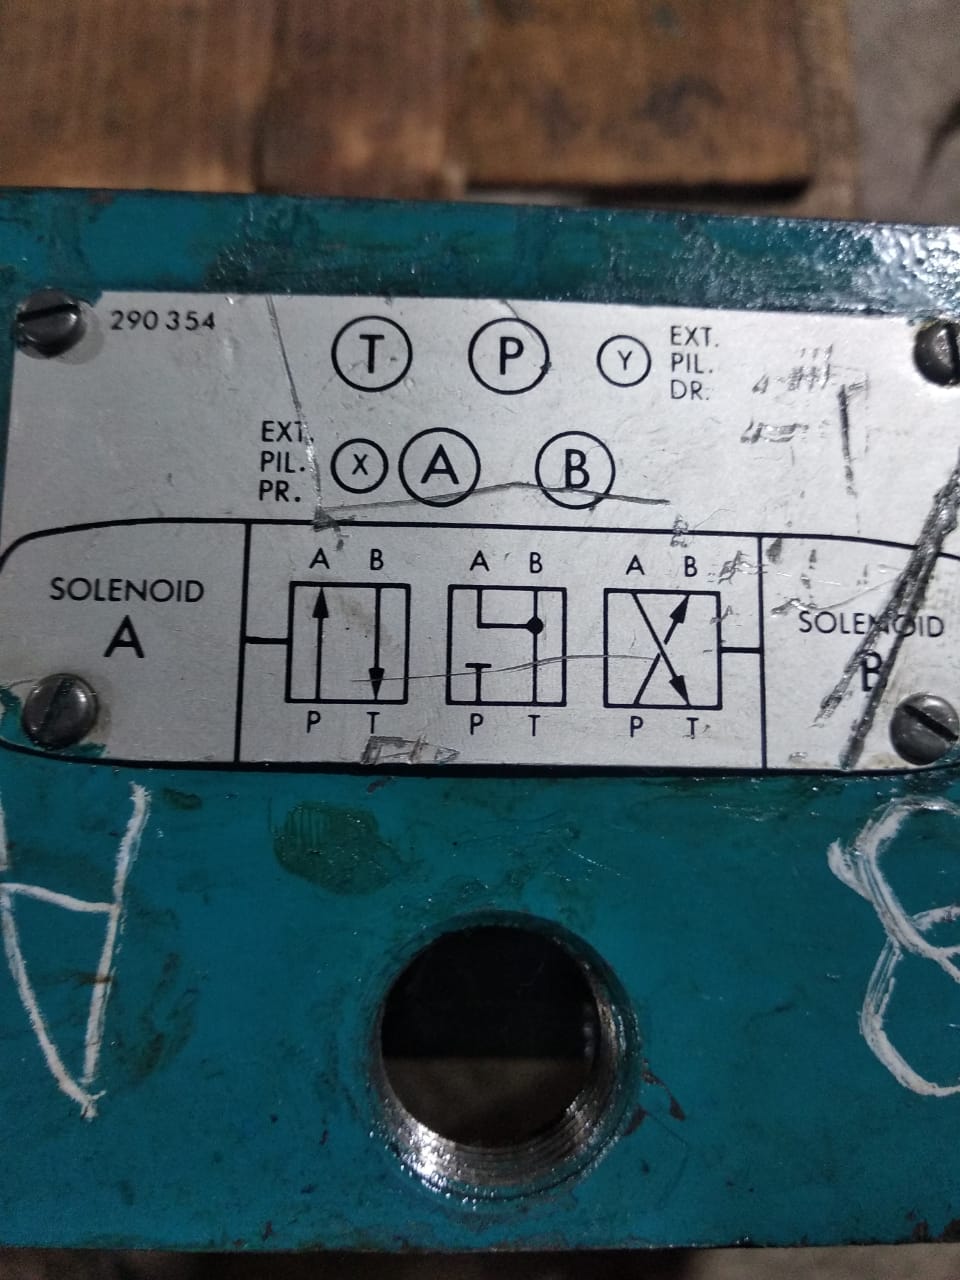 290 354
T P Y EXT.
PIL.
DR.
EXT.
PIL.
PR.
X A B
A B A B A B
SOLENOID
A
SOLENOID
B
P T P T P T
A B